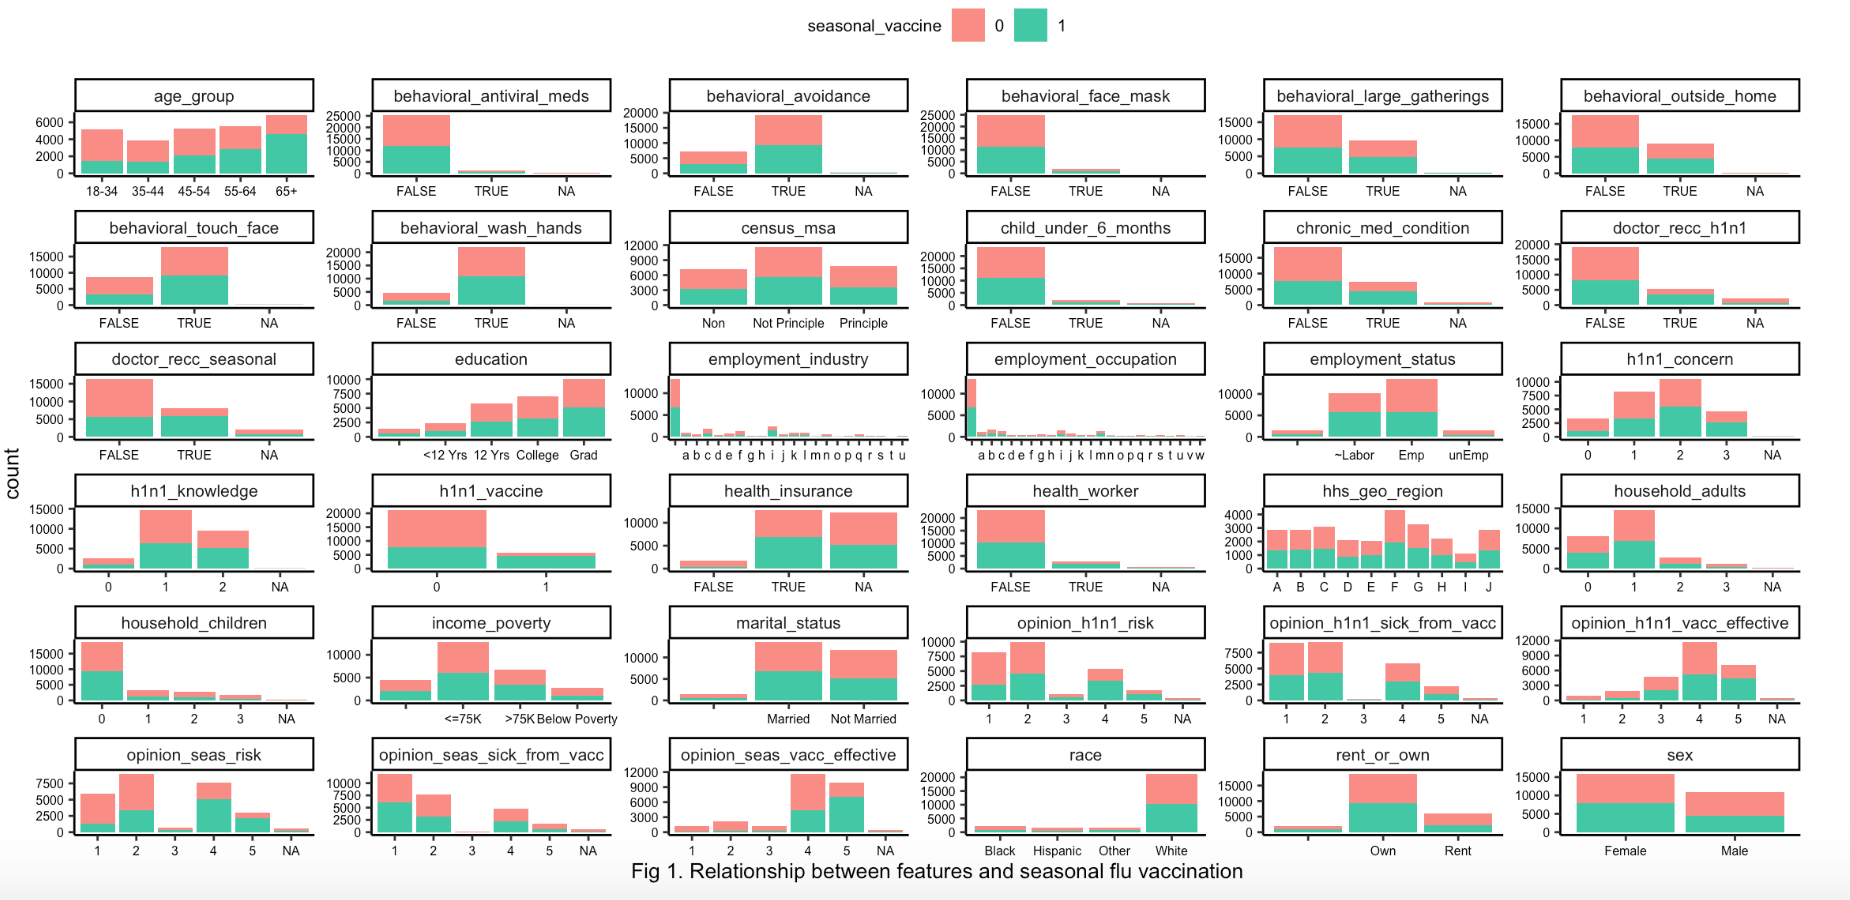 seasonal_vaccine 0 1
age_group behavioral_antiviral_meds behavioral_avoidance behavioral_face_mask behavioral_large_gatherings behavioral_outside_home
6000 4000 2000 0
25000 20000 15000 10000 5000 0
20000 15000 10000 5000 0
25000 20000 15000 10000 5000 0
15000 10000 5000 0
15000 10000 5000 0
18-34 35-44 45-54 55-64 65+
FALSE TRUE NA
FALSE TRUE NA
FALSE TRUE NA
FALSE TRUE NA
FALSE TRUE NA
behavioral_touch_face behavioral_wash_hands census_msa child_under_6_months chronic_med_condition doctor_recc_h1n1
15000 10000 5000 0
20000 15000 10000 5000 0
12000 9000 6000 3000 0
20000 15000 10000 5000 0
15000 10000 5000 0
20000 15000 10000 5000 0
FALSE TRUE NA
FALSE TRUE NA
Non Not Principle Principle
FALSE TRUE NA
FALSE TRUE NA
FALSE TRUE NA
doctor_recc_seasonal education employment_industry employment_occupation employment_status h1n1_concern
15000 10000 5000 0
10000 7500 5000 2500 0
10000 5000 0
10000 5000 0
10000 5000 0
10000 7500 5000 2500 0
FALSE TRUE NA
<12 Yrs 12 Yrs College Grad
a b c d e f g h i j k l m n o p q r s t u
a b c d e f g h i j k l m n o p q r s t u v w
~Labor Emp unEmp
0 1 2 3 NA
count
h1n1_knowledge h1n1_vaccine health_insurance health_worker hhs_geo_region household_adults
15000 10000 5000 0
20000 15000 10000 5000 0
10000 5000 0
20000 15000 10000 5000 0
4000 3000 2000 1000 0
15000 10000 5000 0
0 1 2 NA
0 1
FALSE TRUE NA
FALSE TRUE NA
A B C D E F G H I J
0 1 2 3 NA
household_children income_poverty marital_status opinion_h1n1_risk opinion_h1n1_sick_from_vacc opinion_h1n1_vacc_effective
15000 10000 5000 0
10000 5000 0
10000 5000 0
10000 7500 5000 2500 0
7500 5000 2500 0
12000 9000 6000 3000 0
0 1 2 3 NA
<=75K >75K Below Poverty
Married Not Married
1 2 3 4 5 NA
1 2 3 4 5 NA
1 2 3 4 5 NA
opinion_seas_risk opinion_seas_sick_from_vacc opinion_seas_vacc_effective race rent_or_own sex
7500 5000 2500 0
10000 7500 5000 2500 0
12000 9000 6000 3000 0
20000 15000 10000 5000 0
15000 10000 5000 0
15000 10000 5000 0
1 2 3 4 5 NA
1 2 3 4 5 NA
1 2 3 4 5 NA
Black Hispanic Other White
Own Rent
Female Male
Fig 1. Relationship between features and seasonal flu vaccination